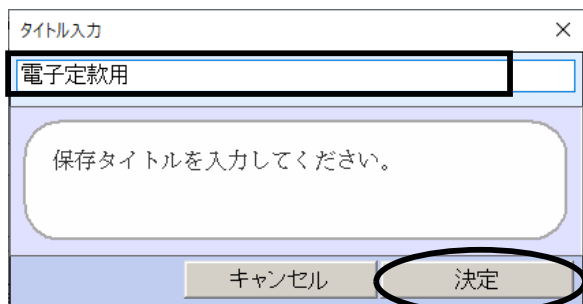 タイトル入力
電子定款用
保存タイトルを入力してください。
キャンセル
決定